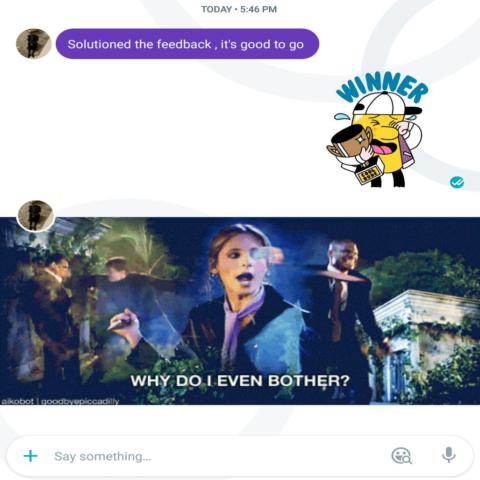 TODAY • 5:46 PM
Solutioned the feedback , it's good to go
WINNER
WHY DO I EVEN BOTHER?
aikobot | goodbyepiccadilly
Say something...